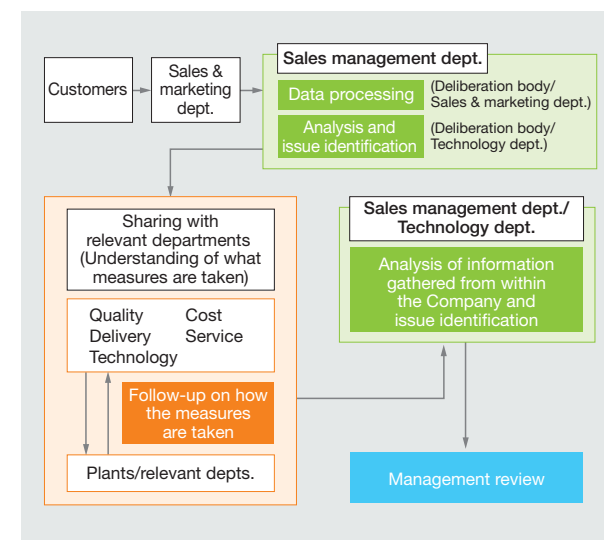 Customers
Sales &
marketing
dept.
Sales management dept.
Data processing
(Deliberation body/
Sales & marketing dept.)
Analysis and
issue identification
(Deliberation body/
Technology dept.)
Sharing with
relevant departments
(Understanding of what
measures are taken)
Quality Cost
Delivery Service
Technology
Follow-up on how
the measures
are taken
Plants/relevant depts.
Sales management dept./
Technology dept.
Analysis of information
gathered from within
the Company and
issue identification
Management review